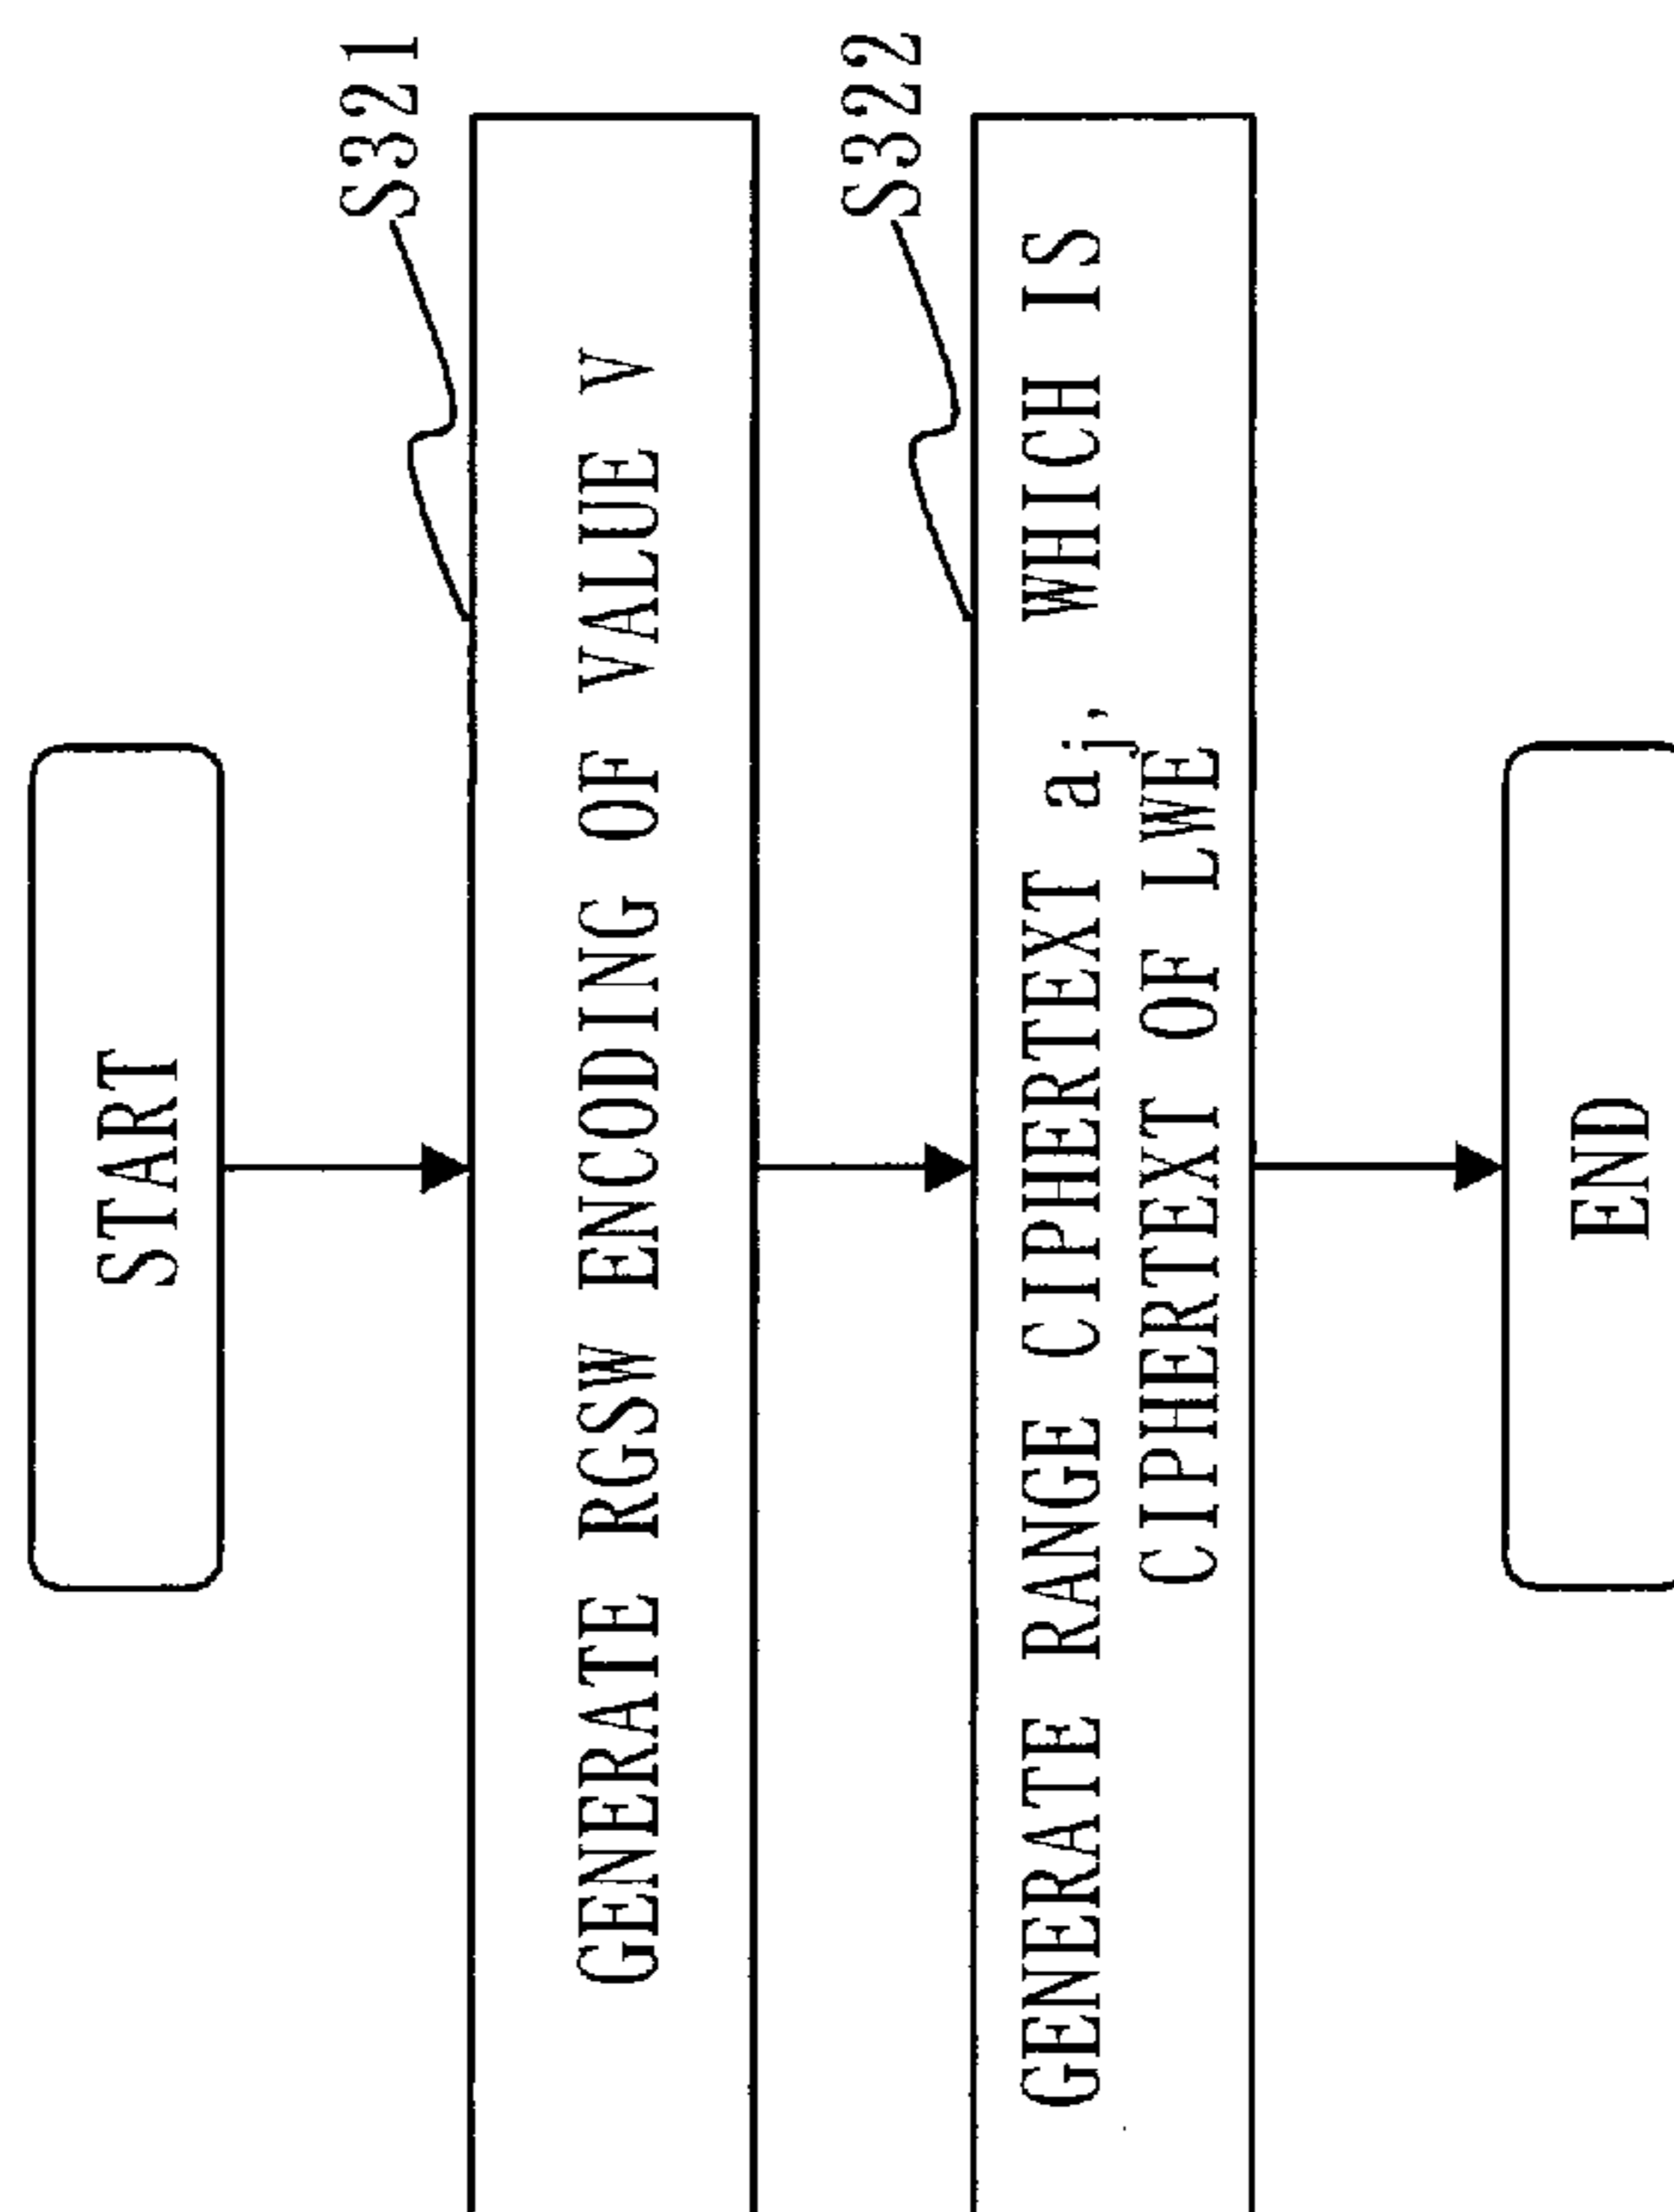 START
S321
GENERATE RGSW ENCODING OF VALUE V
S322
GENERATE RANGE CIPHERTEXT aj, WHICH IS
CIPHERTEXT OF LWE
END